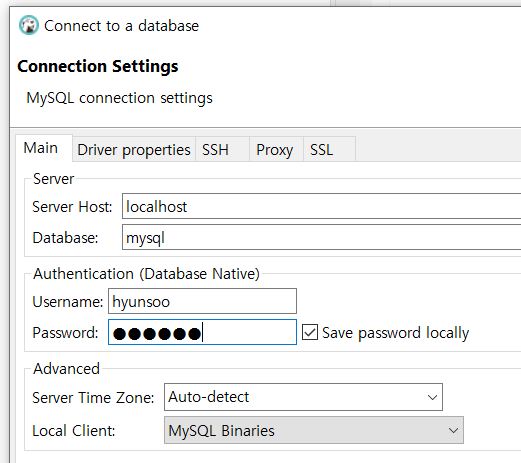 Connect to a database
Connection Settings
MySQL connection settings
Main Driver properties SSH Proxy SSL
Server
Server Host: localhost
Database: mysql
Authentication (Database Native)
Username: hyunsoo
Password: ●●●●●● Save password locally
Advanced
Server Time Zone: Auto-detect
Local Client: MySQL Binaries